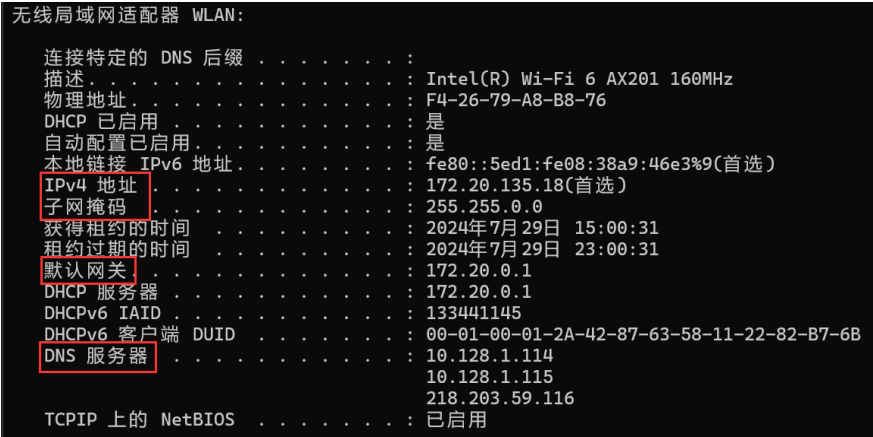 无线局域网适配器 WLAN:
连接特定的 DNS 后缀 . . . . . . . :
描述. . . . . . . . . . . . . . . : Intel(R) Wi-Fi 6 AX201 160MHz
物理地址. . . . . . . . . . . . . : F4-26-79-A8-B8-76
DHCP 已启用 . . . . . . . . . . . : 是
自动配置已启用. . . . . . . . . . : 是
本地链接 IPv6 地址. . . . . . . . : fe80::5ed1:fe08:38a9:46e3%9(首选)
IPv4 地址 . . . . . . . . . . . . : 172.20.135.18(首选)
子网掩码 . . . . . . . . . . . . : 255.255.0.0
获得租约的时间 . . . . . . . . . : 2024年7月29日 15:00:31
租约过期的时间 . . . . . . . . . : 2024年7月29日 23:00:31
默认网关. . . . . . . . . . . . . : 172.20.0.1
DHCP 服务器 . . . . . . . . . . . : 172.20.0.1
DHCPv6 IAID . . . . . . . . . . . : 133441145
DHCPv6 客户端 DUID . . . . . . . : 00-01-00-01-2A-42-87-63-58-11-22-82-B7-6B
DNS 服务器 . . . . . . . . . . . : 10.128.1.114
10.128.1.115
218.203.59.116
TCPIP 上的 NetBIOS . . . . . . . : 已启用